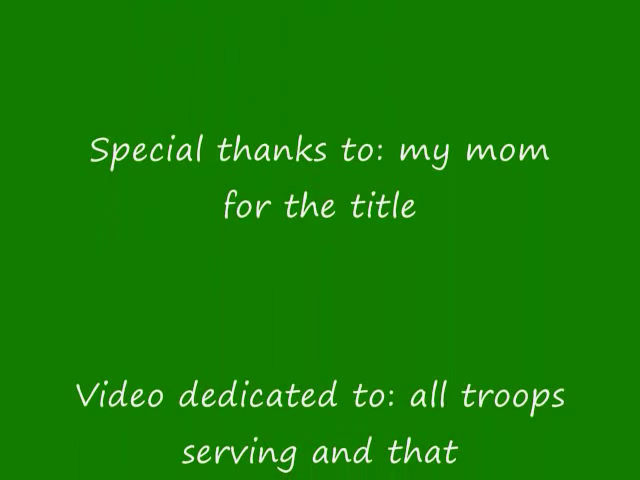 Special thanks to: my mom
for the title
Video dedicated to: all troops
serving and that